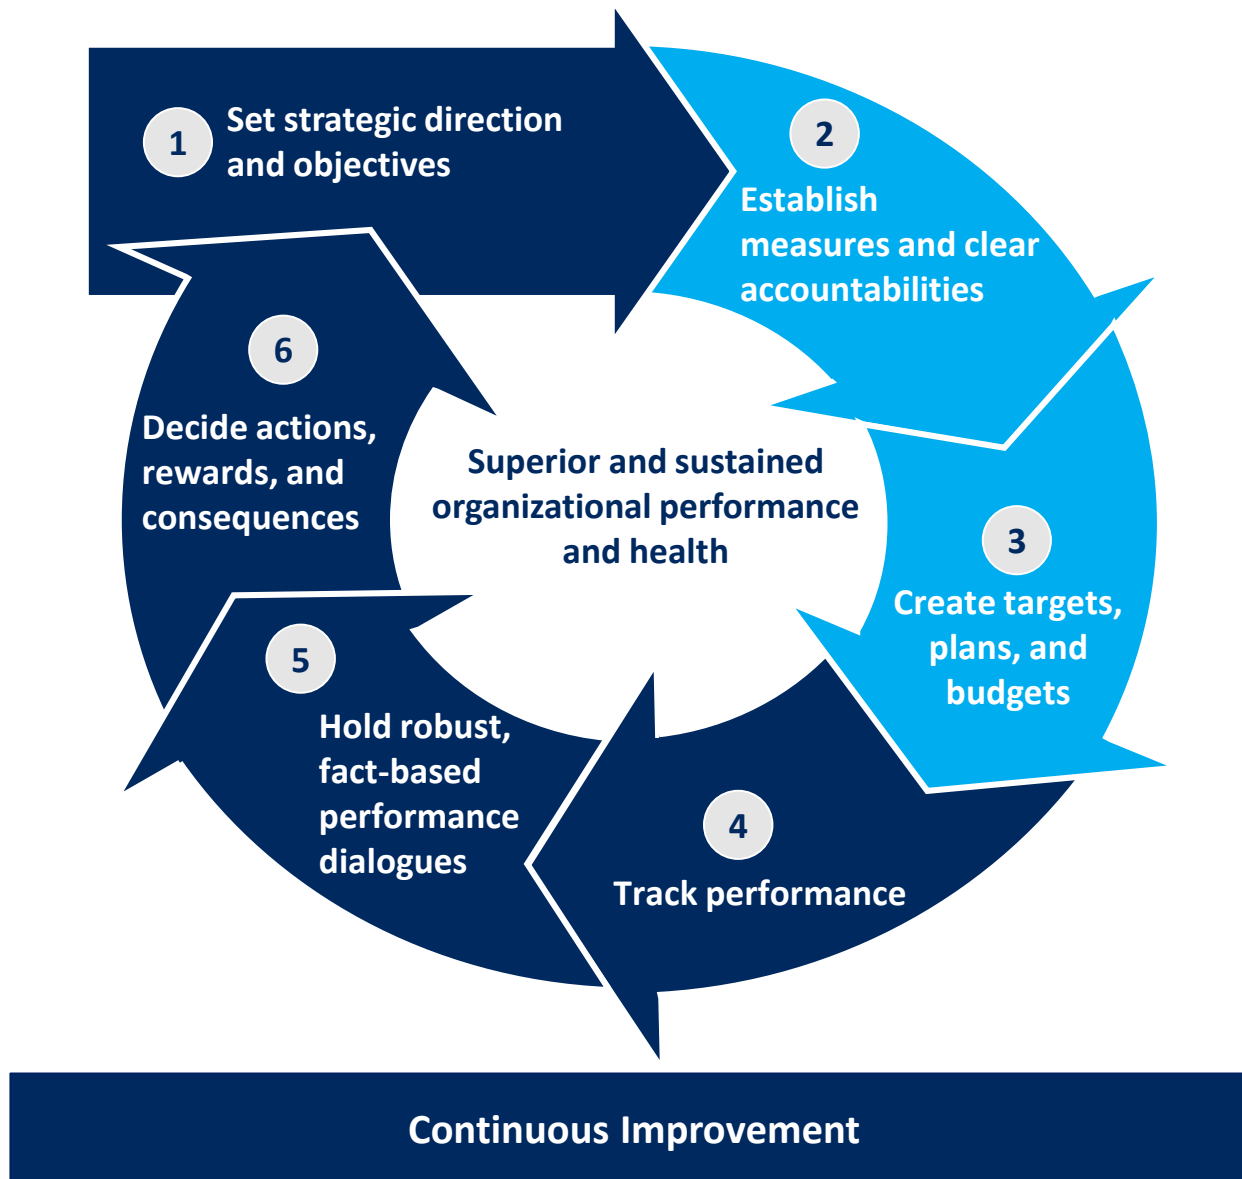 1
Set strategic direction
and objectives
2
Establish
measures and clear
accountabilities
3
Create targets,
plans, and
budgets
4
Track performance
5
Hold robust,
fact-based
performance
dialogues
6
Decide actions,
rewards, and
consequences
Superior and sustained
organizational performance
and health
Continuous Improvement